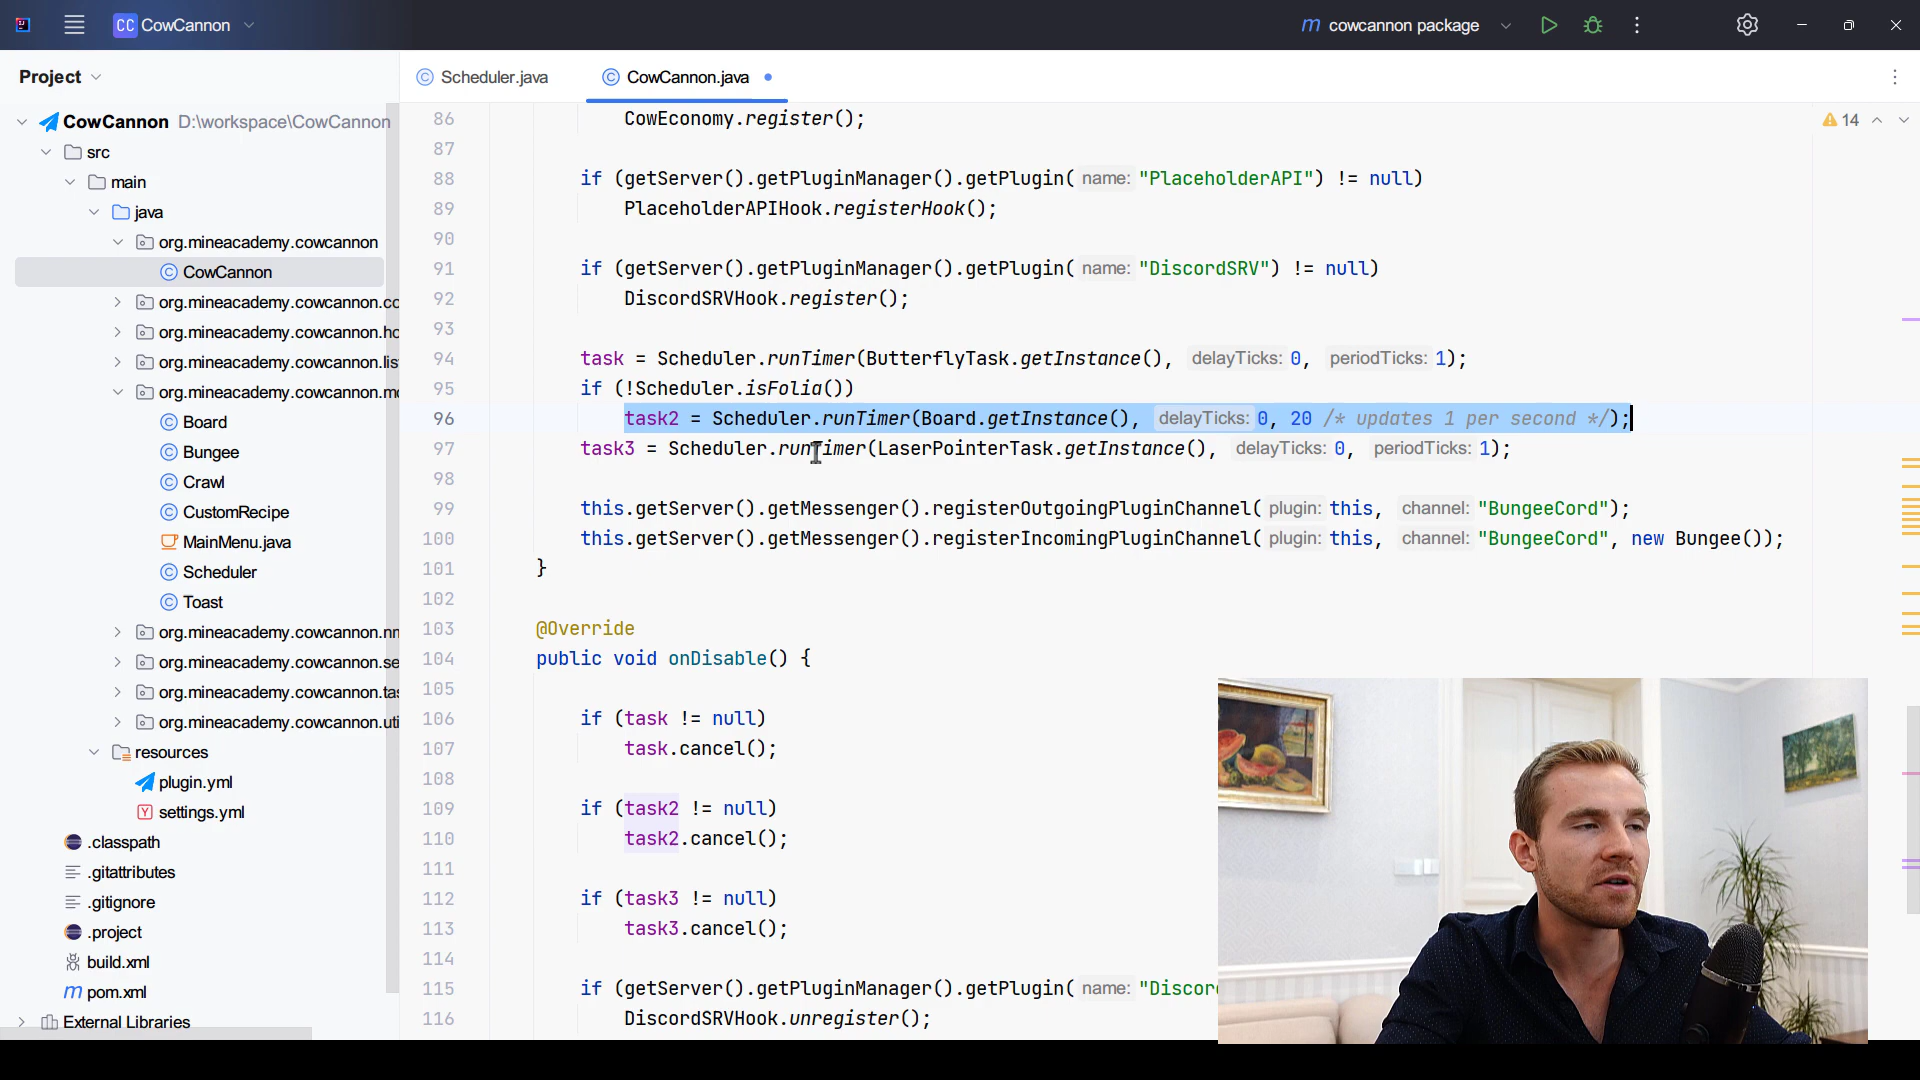 CC CowCannon
m cowcannon package
Project
Scheduler.java
CowCannon.java
14
CowCannon D:\workspace\CowCannon
src
main
java
org.mineacademy.cowcannon
CowCannon
org.mineacademy.cowcannon.co
org.mineacademy.cowcannon.ho
org.mineacademy.cowcannon.lis
org.mineacademy.cowcannon.mo
Board
Bungee
Crawl
CustomRecipe
MainMenu.java
Scheduler
Toast
org.mineacademy.cowcannon.nm
org.mineacademy.cowcannon.se
org.mineacademy.cowcannon.tas
org.mineacademy.cowcannon.uti
resources
plugin.yml
settings.yml
.classpath
.gitattributes
.gitignore
.project
build.xml
pom.xml
External Libraries
86 CowEconomy.register();
87
88 if (getServer().getPluginManager().getPlugin( name: "PlaceholderAPI") != null)
89 PlaceholderAPIHook.registerHook();
90
91 if (getServer().getPluginManager().getPlugin( name: "DiscordSRV") != null)
92 DiscordSRVHook.register();
93
94 task = Scheduler.runTimer(ButterflyTask.getInstance(), delayTicks: 0, periodTicks: 1);
95 if (!Scheduler.isFolia())
96 task2 = Scheduler.runTimer(Board.getInstance(), delayTicks: 0, 20 /* updates 1 per second */);
97 task3 = Scheduler.runTimer(LaserPointerTask.getInstance(), delayTicks: 0, periodTicks: 1);
98
99 this.getServer().getMessenger().registerOutgoingPluginChannel( plugin: this, channel: "BungeeCord");
100 this.getServer().getMessenger().registerIncomingPluginChannel( plugin: this, channel: "BungeeCord", new Bungee());
101 }
102
103 @Override
104 public void onDisable() {
105
106 if (task != null)
107 task.cancel();
108
109 if (task2 != null)
110 task2.cancel();
111
112 if (task3 != null)
113 task3.cancel();
114
115 if (getServer().getPluginManager().getPlugin( name: "Discor
116 DiscordSRVHook.unregister();